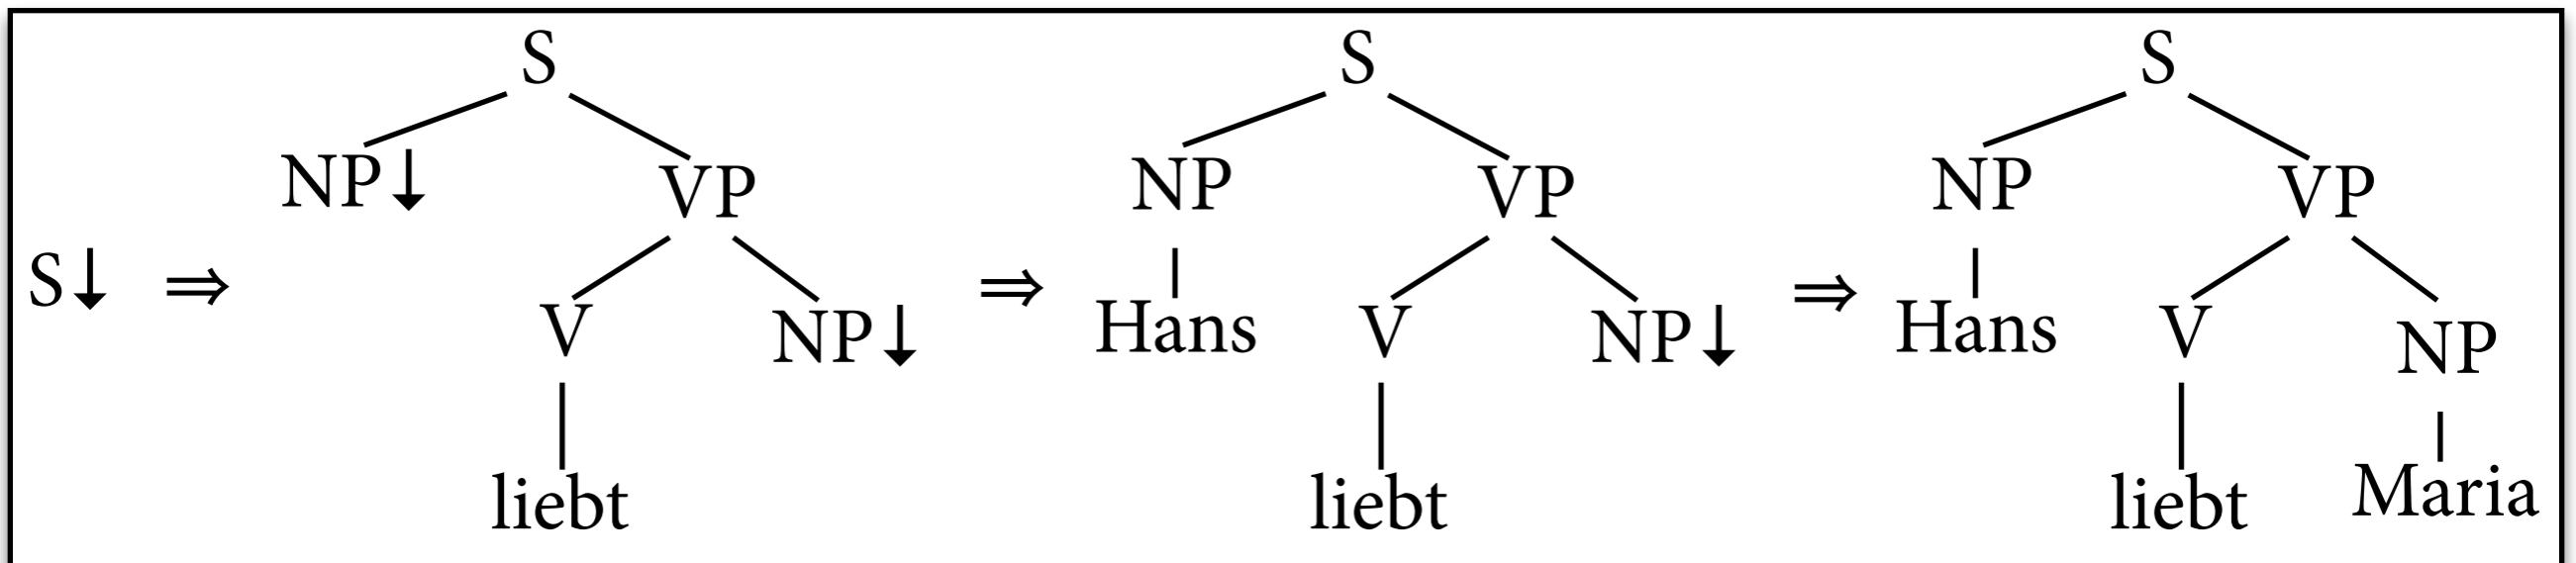 S S S
NP↓ VP NP VP NP VP
S↓ ⇒ ⇒ ⇒
V NP↓ Hans V NP↓ Hans V NP
liebt liebt liebt Maria